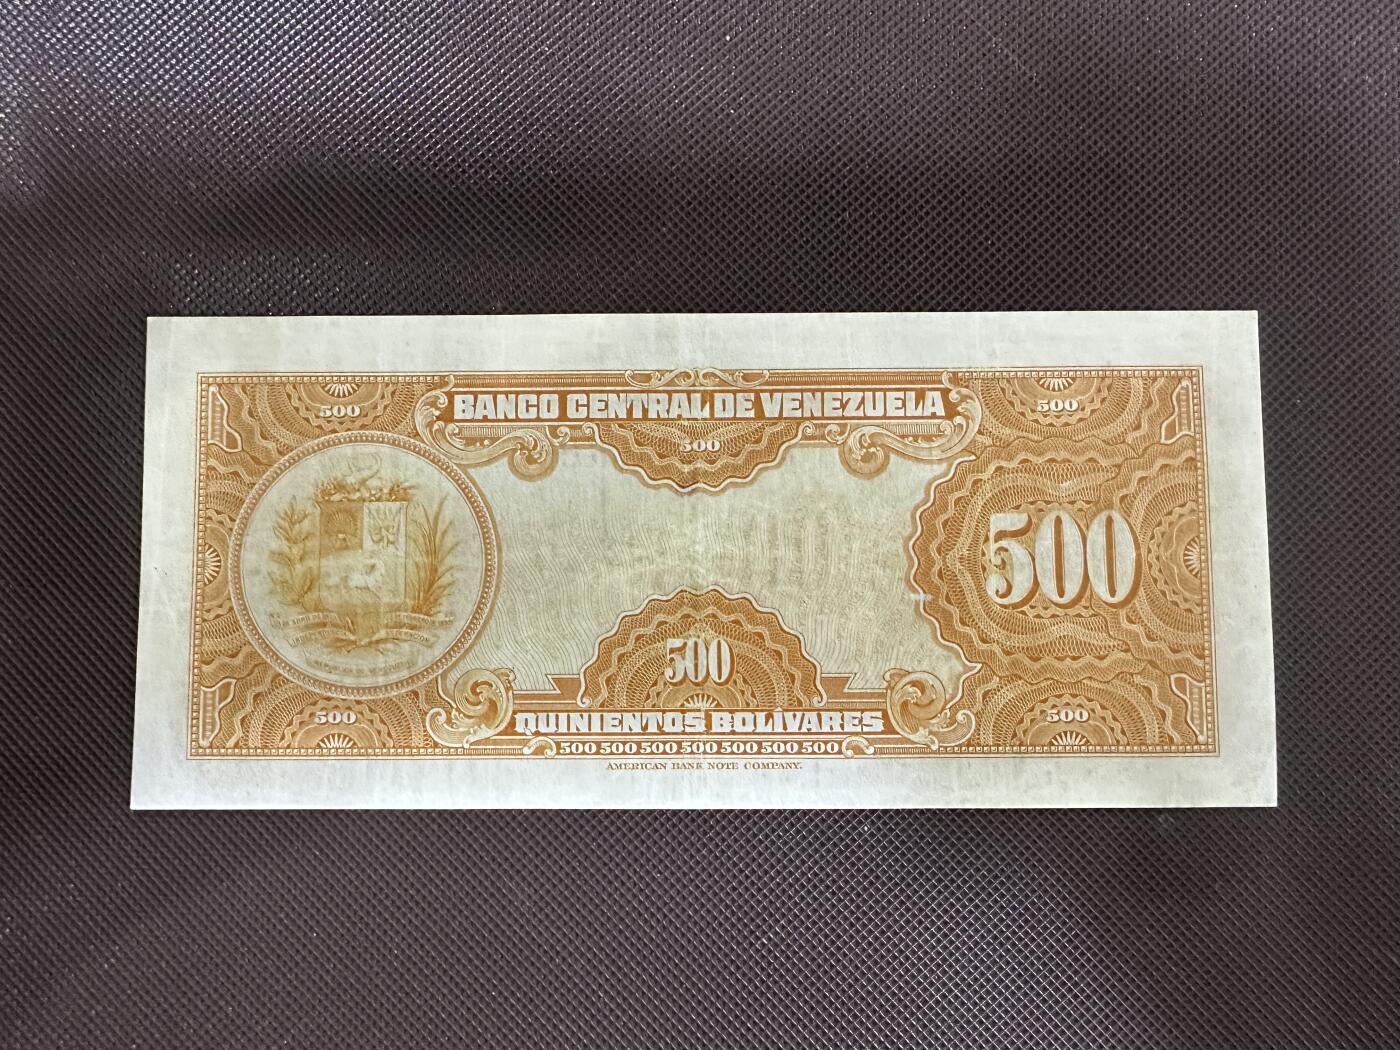 BANCO CENTRAL DE VENEZUELA
500 500 500
500
500
500 QUINIENTOS BOLÍVARES 500
500 500 500 500 500 500 500
AMERICAN BANK NOTE COMPANY.